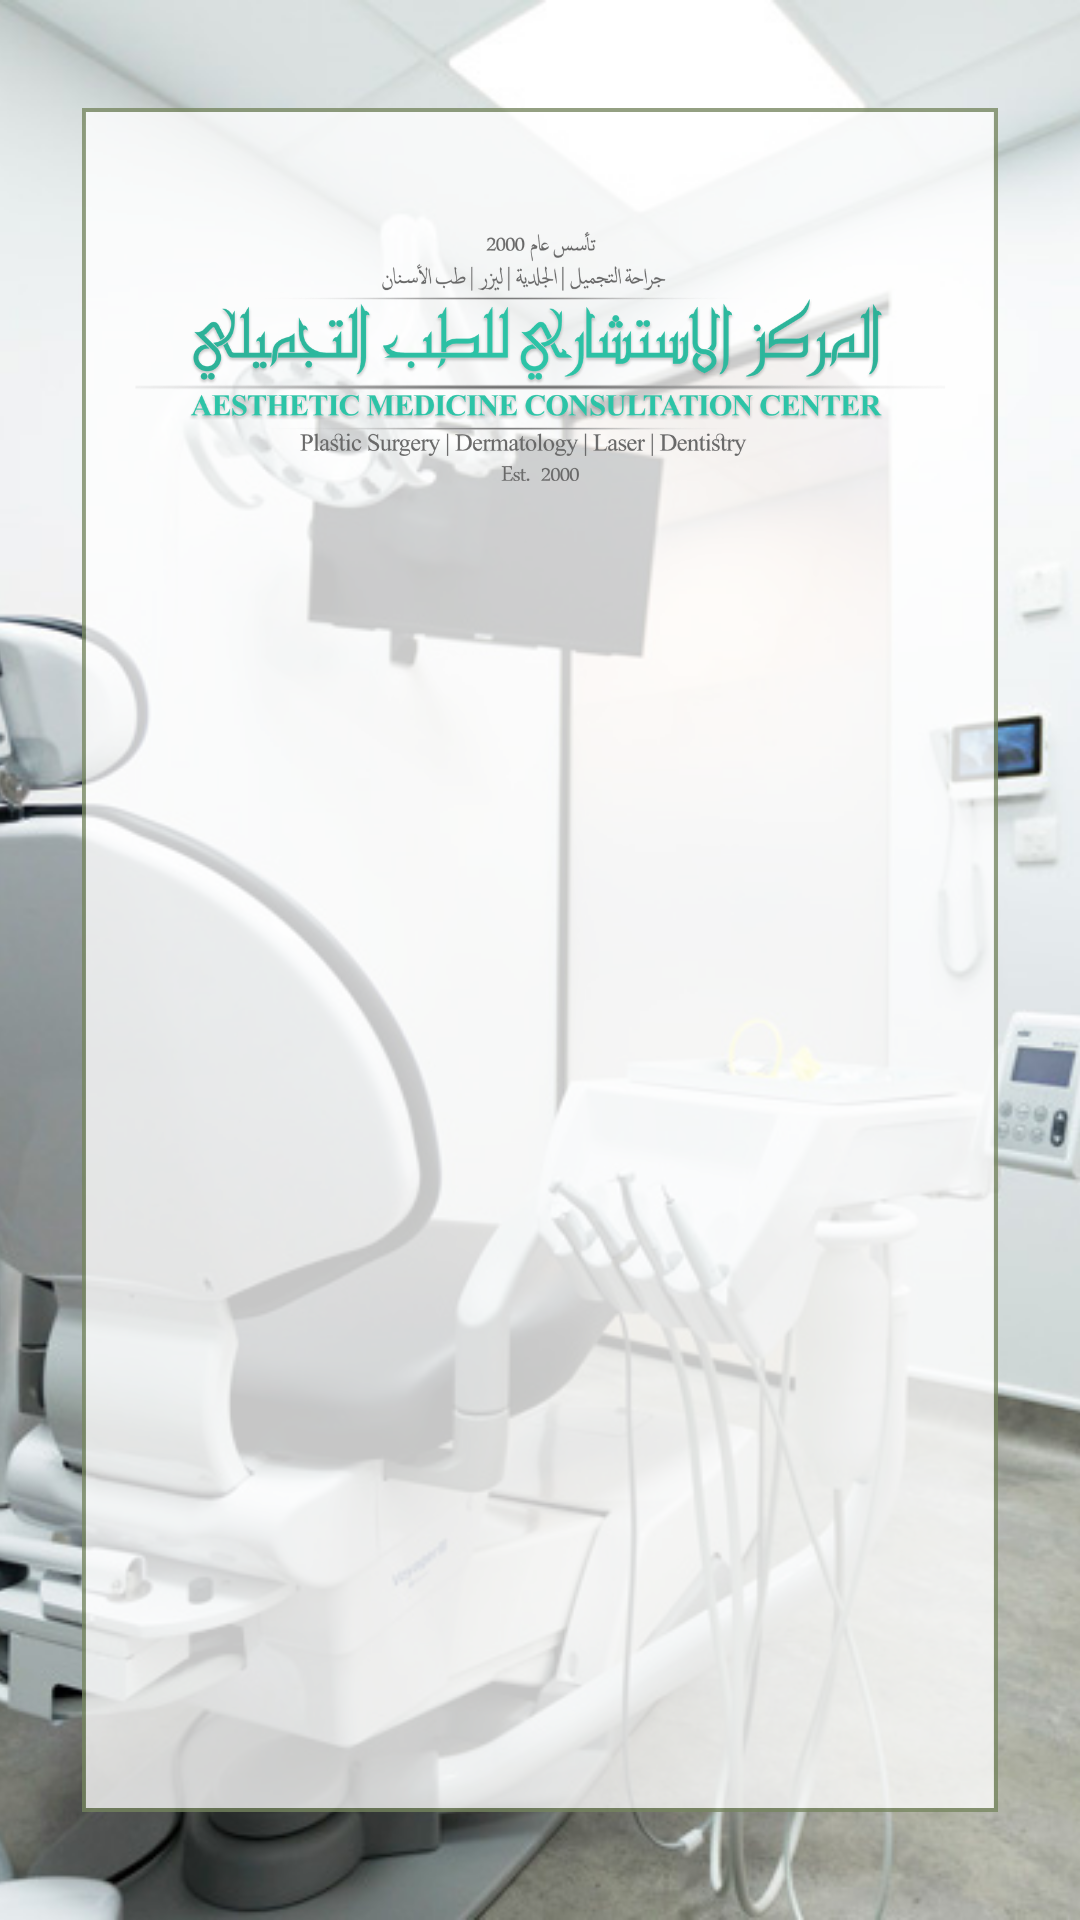 تأسس عام 2000
جراحة التجميل | الجلدية | ليزر | طب الأسنان
المركز الاستشاري للطب التجميلي
AESTHETIC MEDICINE CONSULTATION CENTER
Plastic Surgery | Dermatology | Laser | Dentistry
Est. 2000